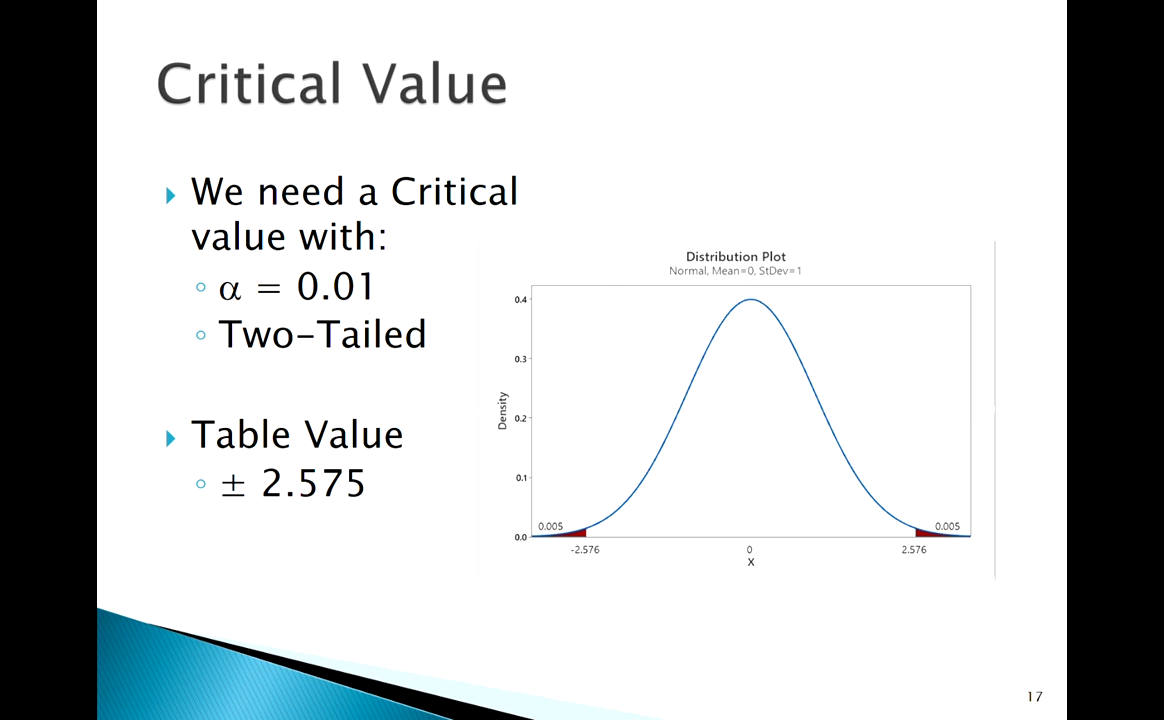 Critical Value
We need a Critical
value with:
α = 0.01
Two-Tailed
Table Value
± 2.575
Distribution Plot
Normal, Mean=0, StDev=1
0.4
0.3
0.2
0.1
0.0
Density
0.005
0.005
-2.576
0
2.576
X
17